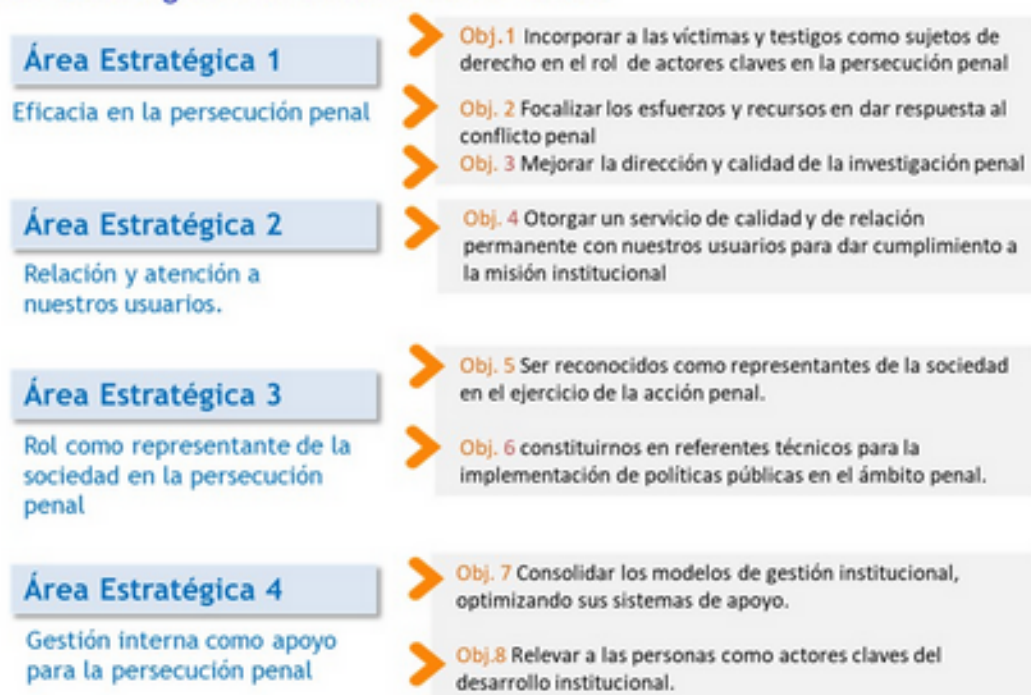 Área Estratégica 1
Eficacia en la persecución penal
Obj.1 Incorporar a las víctimas y testigos como sujetos de
derecho en el rol de actores claves en la persecución penal
Obj. 2 Focalizar los esfuerzos y recursos en dar respuesta al
conflicto penal
Obj. 3 Mejorar la dirección y calidad de la investigación penal
Área Estratégica 2
Relación y atención a
nuestros usuarios.
Obj. 4 Otorgar un servicio de calidad y de relación
permanente con nuestros usuarios para dar cumplimiento a
la misión institucional
Área Estratégica 3
Rol como representante de la
sociedad en la persecución
penal
Obj. 5 Ser reconocidos como representantes de la sociedad
en el ejercicio de la acción penal.
Obj. 6 constituirnos en referentes técnicos para la
implementación de políticas públicas en el ámbito penal.
Área Estratégica 4
Gestión interna como apoyo
para la persecución penal
Obj. 7 Consolidar los modelos de gestión institucional,
optimizando sus sistemas de apoyo.
Obj.8 Relevar a las personas como actores claves del
desarrollo institucional.